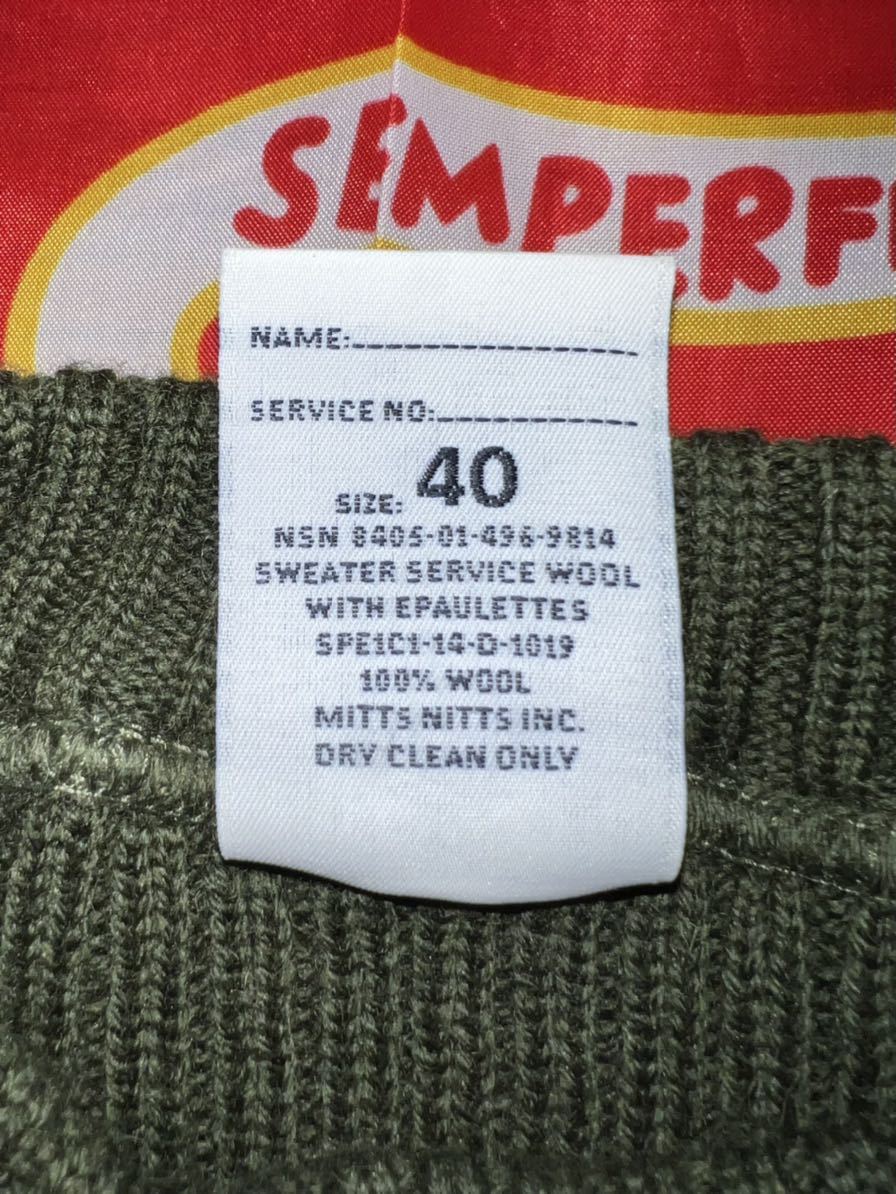 SEMPERF
NAME:
SERVICE NO:
SIZE: 40
NSN 8405-01-496-9814
SWEATER SERVICE WOOL
WITH EPAULETTES
SPE1C1-14-D-1019
100% WOOL
MITTS NITTS INC.
DRY CLEAN ONLY